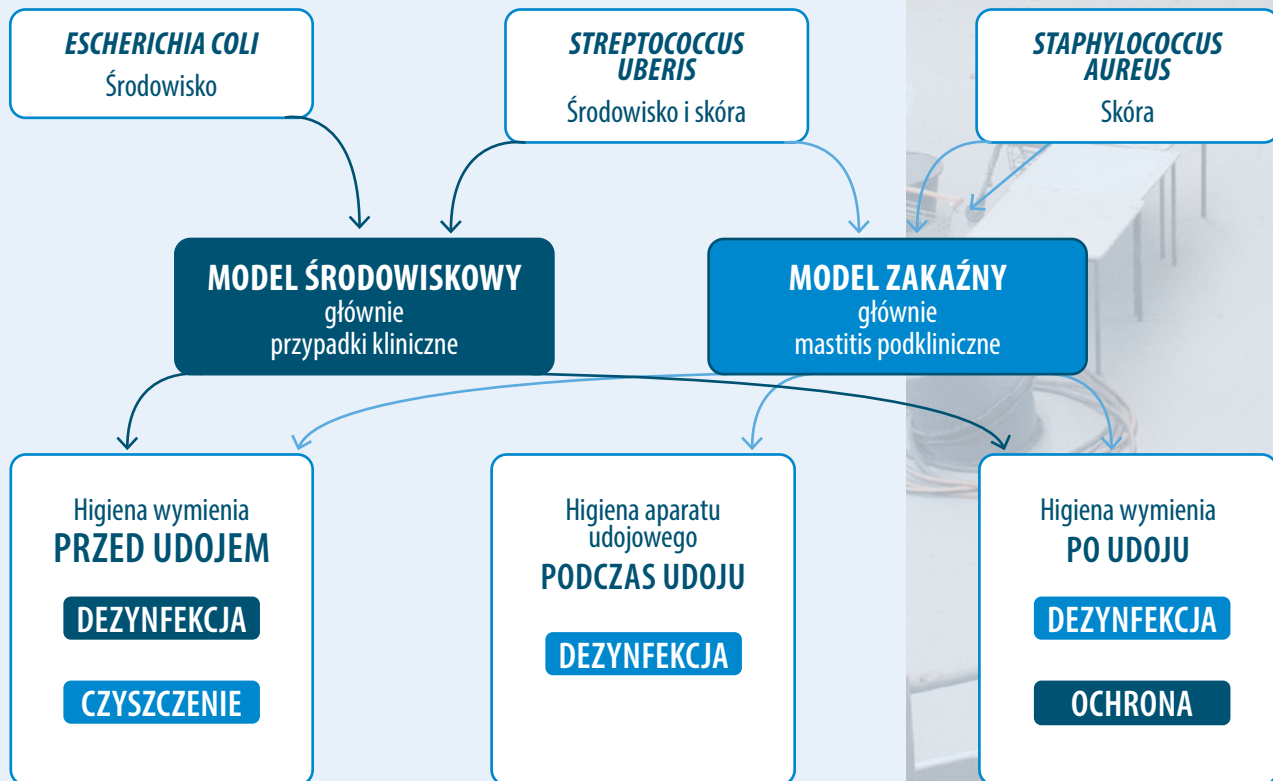 ESCHERICHIA COLI
Środowisko
STREPTOCOCCUS
UBERIS
Środowisko i skóra
STAPHYLOCOCCUS
AUREUS
Skóra
MODEL ŚRODOWISKOWY
głównie
przypadki kliniczne
MODEL ZAKAŹNY
głównie
mastitis podkliniczne
Higiena wymienia
PRZED UDOJEM
DEZYNFEKCJA
CZYSZCZENIE
Higiena aparatu
udojowego
PODCZAS UDOJU
DEZYNFEKCJA
Higiena wymienia
PO UDOJU
DEZYNFEKCJA
OCHRONA